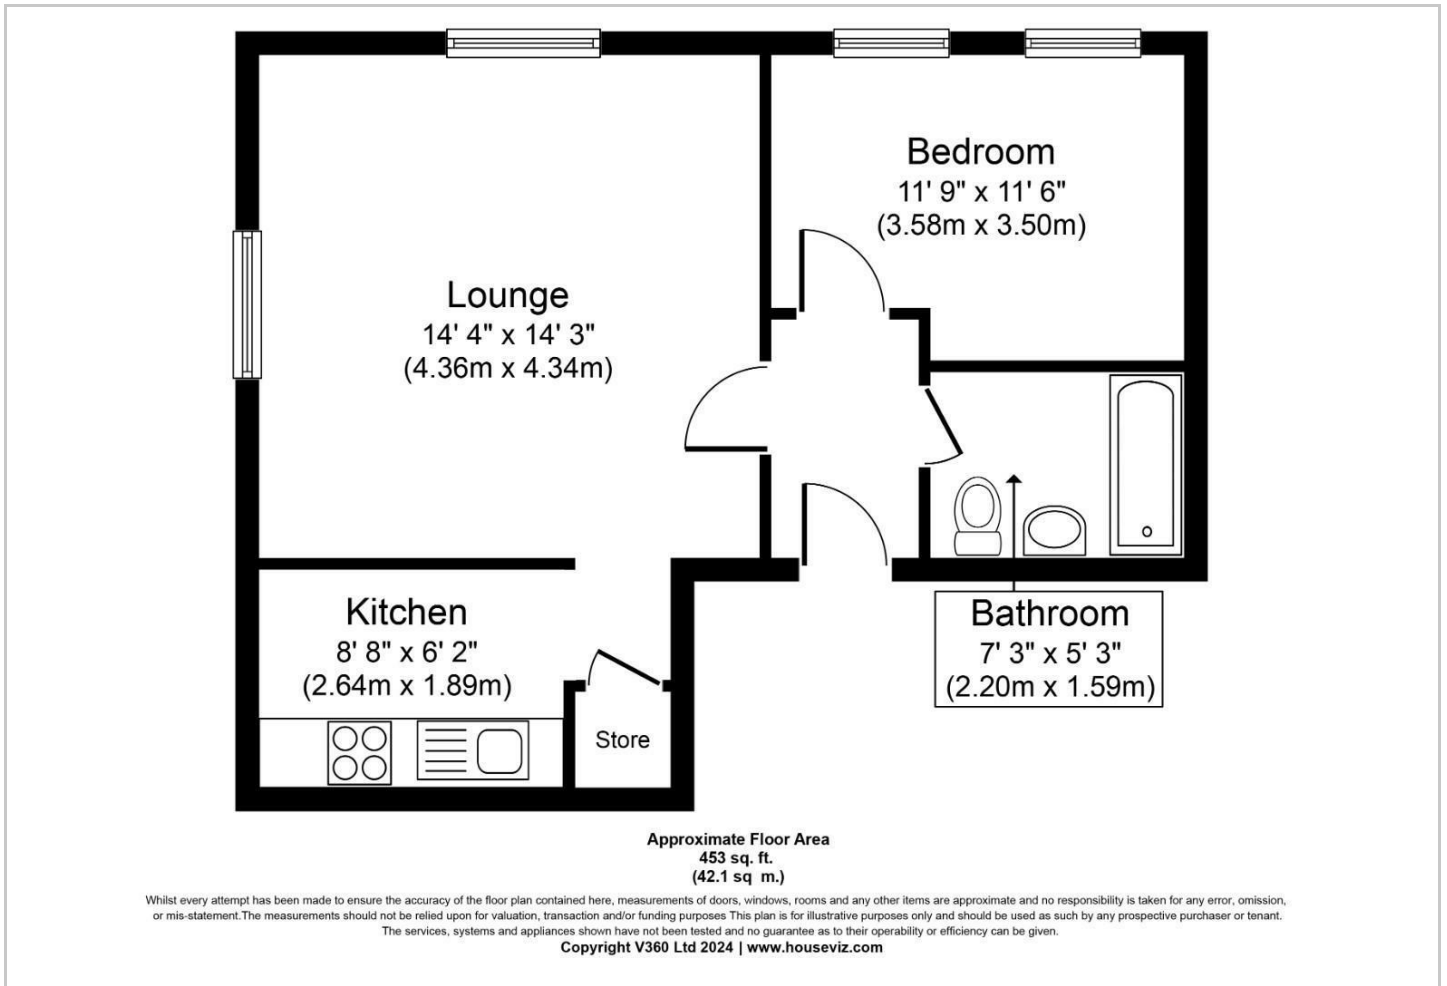 Bedroom
11' 9" x 11' 6"
(3.58m x 3.50m)
Lounge
14' 4" x 14' 3"
(4.36m x 4.34m)
Kitchen
8' 8" x 6' 2"
(2.64m x 1.89m)
Store
Bathroom
7' 3" x 5' 3"
(2.20m x 1.59m)
Approximate Floor Area
453 sq. ft.
(42.1 sq m.)
Whilst every attempt has been made to ensure the accuracy of the floor plan contained here, measurements of doors, windows, rooms and any other items are approximate and no responsibility is taken for any error, omission,
or mis-statement.The measurements should not be relied upon for valuation, transaction and/or funding purposes This plan is for illustrative purposes only and should be used as such by any prospective purchaser or tenant.
The services, systems and appliances shown have not been tested and no guarantee as to their operability or efficiency can be given.
Copyright V360 Ltd 2024 | www.houseviz.com